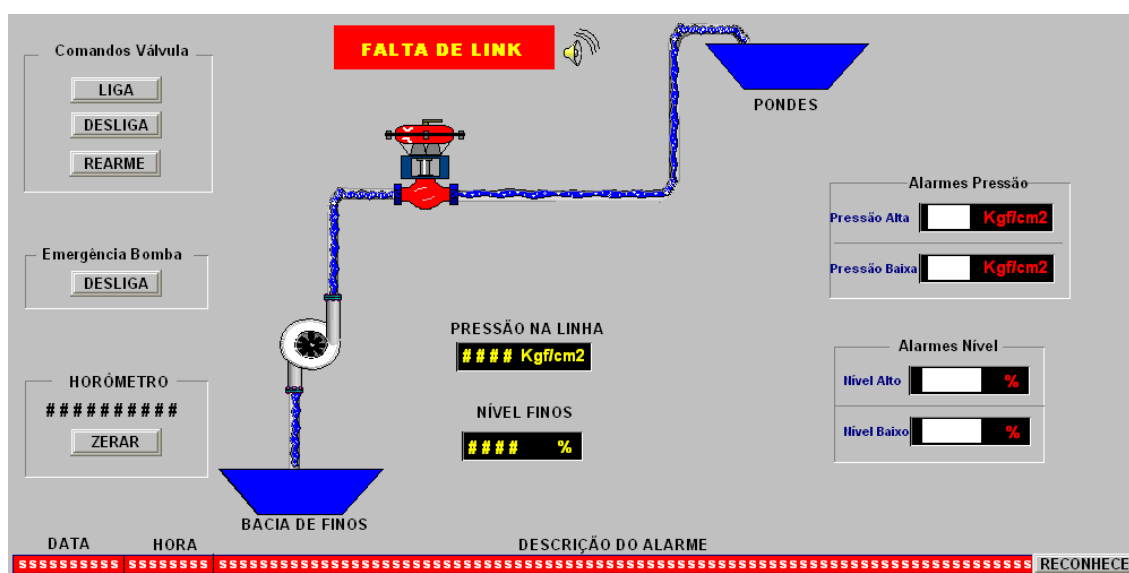 Comandos Válvula
LIGA
DESLIGA
REARME
FALTA DE LINK
PONDES
Alarmes Pressão
Pressão Alta Kgf/cm2
Pressão Baixa Kgf/cm2
Emergência Bomba
DESLIGA
PRESSÃO NA LINHA
#### Kgf/cm2
Alarmes Nível
Nível Alto %
Nível Baixo %
HORÔMETRO
##########
ZERAR
NÍVEL FINOS
#### %
BACIA DE FINOS
DATA HORA DESCRIÇÃO DO ALARME
RECONHECE